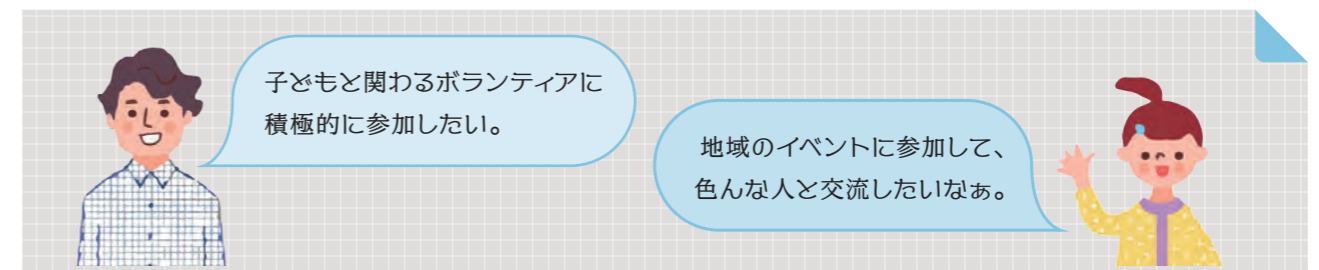 子どもと関わるボランティアに
積極的に参加したい。
地域のイベントに参加して、
色んな人と交流したいなぁ。